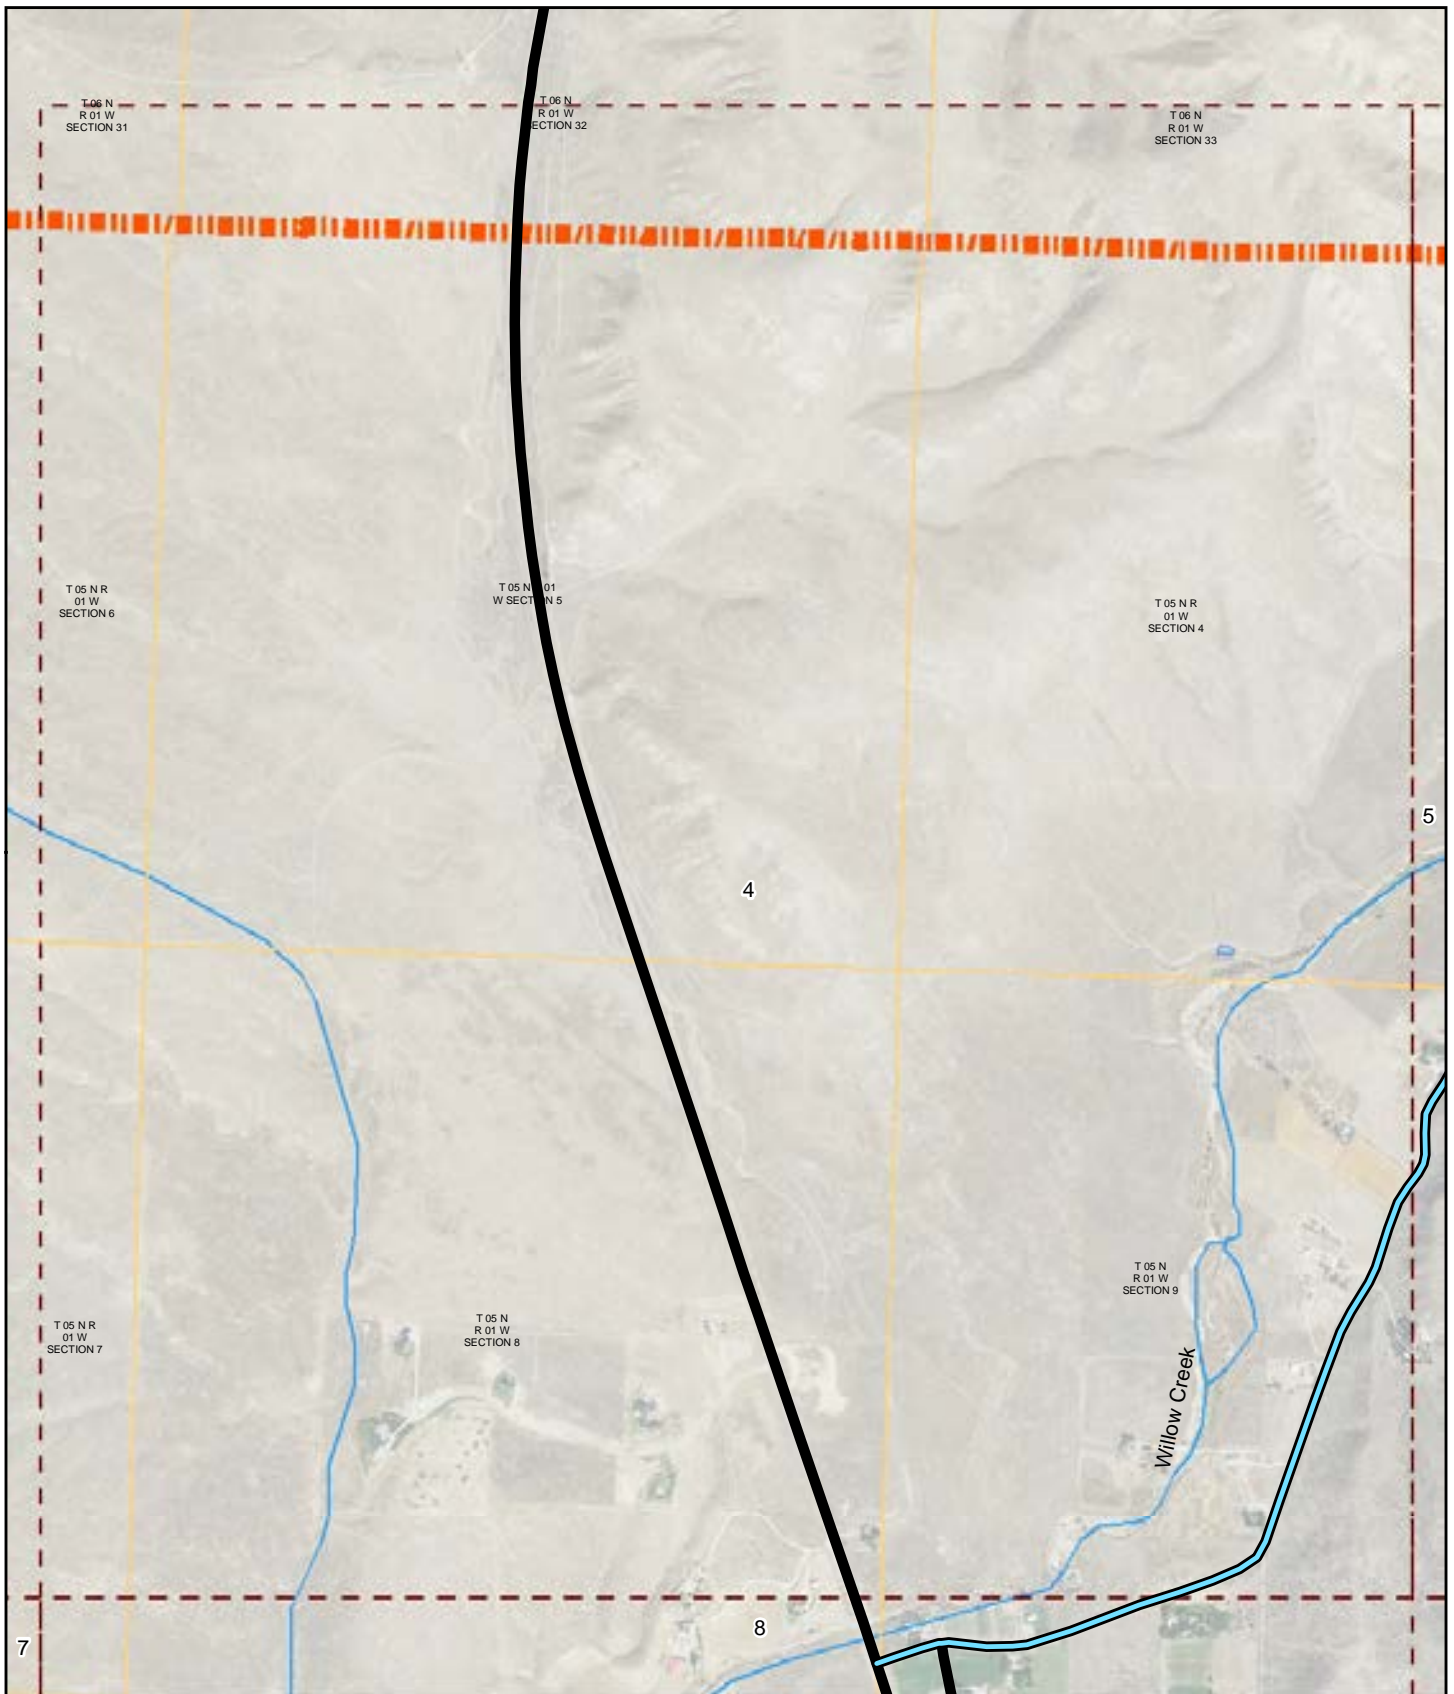 T 06 N
R 01 W
SECTION 31
T 06 N
R 01 W
ECTION 32
T 06 N
R 01 W
SECTION 33
T 05 N R
01 W
SECTION 6
T 05 N 01
W SECTION 5
T 05 N R
01 W
SECTION 4
5
4
T 05 N
R 01 W
SECTION 9
T 05 N R
01 W
SECTION 7
T 05 N
R 01 W
SECTION 8
Willow Creek
8
7